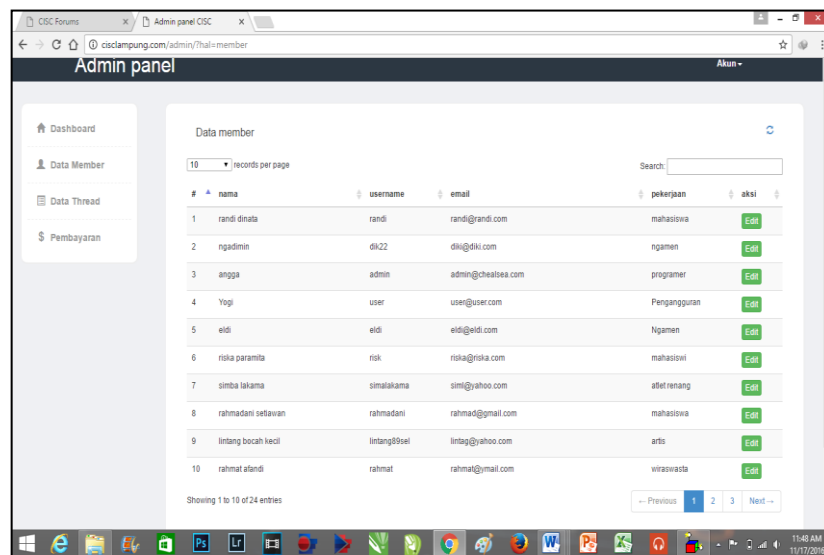 CISC Forums x Admin panel CISC x
cisclampung.com/admin/?hal=member
Admin panel Akun
Dashboard
Data Member
Data Thread
$ Pembayaran
Data member
10 records per page Search:
# nama username email pekerjaan aksi
1 randi dinata randi randi@randi.com mahasiswa Edit
2 ngadimin dik22 diki@diki.com ngamen Edit
3 angga admin admin@chealsea.com programer Edit
4 Yogi user user@user.com Pengangguran Edit
5 eldi eldi eldi@eldi.com Ngamen Edit
6 riska paramita risk riska@riska.com mahasiswi Edit
7 simba lakama simalakama siml@yahoo.com atlet renang Edit
8 rahmadani setiawan rahmadani rahmad@gmail.com mahasiswa Edit
9 lintang bocah kecil lintang89sel lintag@yahoo.com artis Edit
10 rahmat afandi rahmat rahmat@ymail.com wiraswasta Edit
Showing 1 to 10 of 24 entries ← Previous 1 2 3 Next →
Ps Lr
11:48 AM
11/17/2016